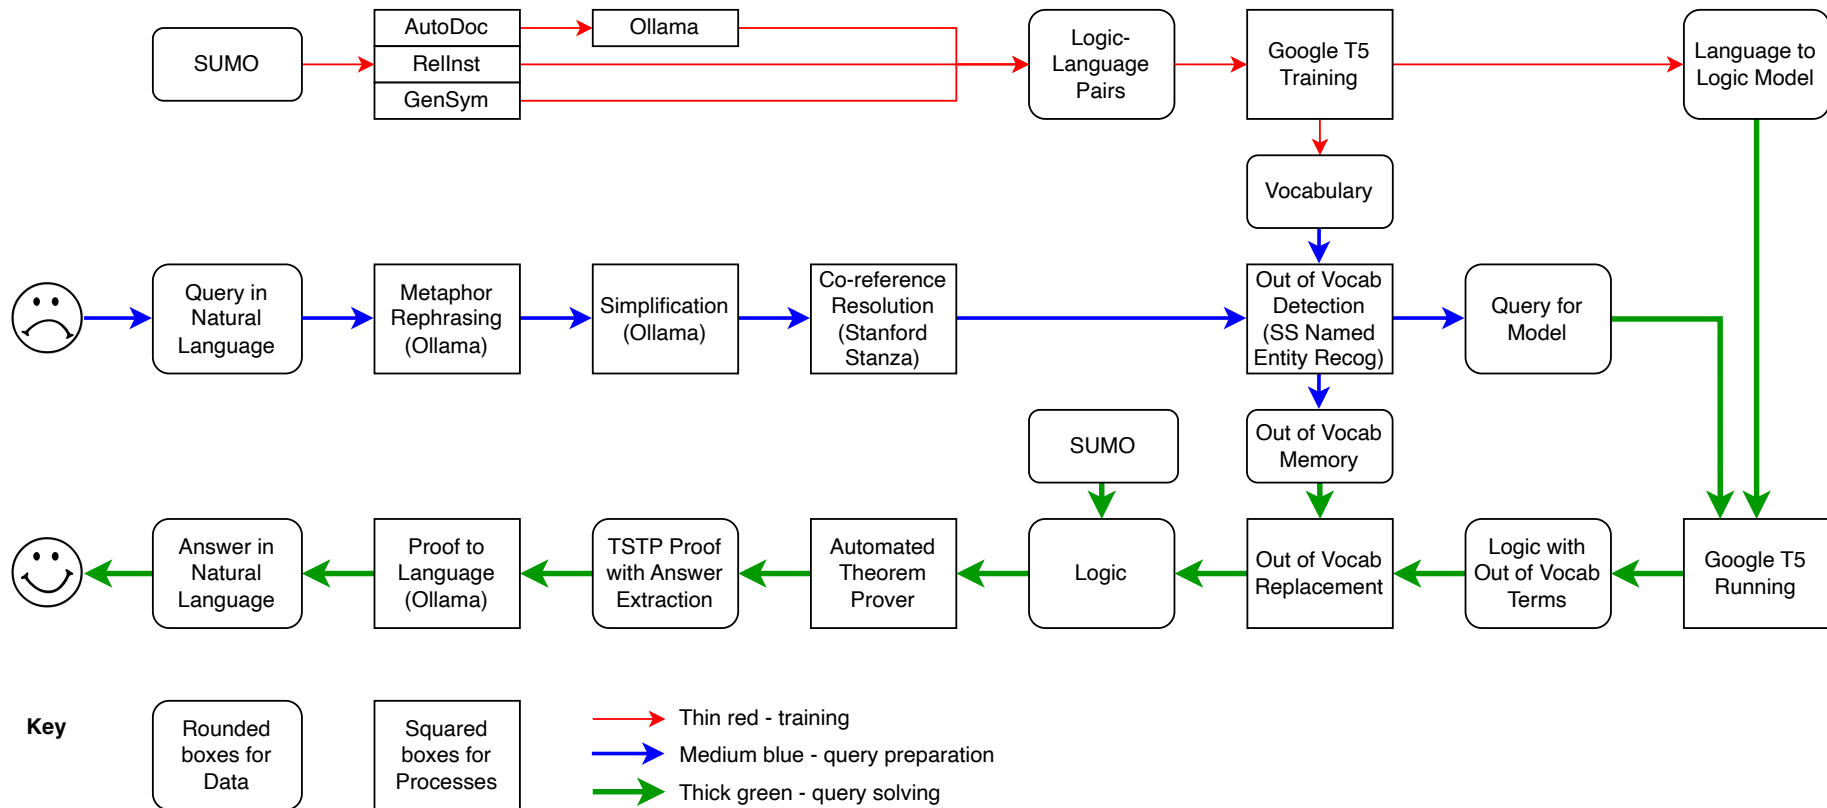 AutoDoc
Ollama
SUMO
RelInst
GenSym
Logic-
Language
Pairs
Google T5
Training
Language to
Logic Model
Vocabulary
Query in
Natural
Language
Metaphor
Rephrasing
(Ollama)
Simplification
(Ollama)
Co-reference
Resolution
(Stanford
Stanza)
Out of Vocab
Detection
(SS Named
Entity Recog)
Query for
Model
SUMO
Out of Vocab
Memory
Answer in
Natural
Language
Proof to
Language
(Ollama)
TSTP Proof
with Answer
Extraction
Automated
Theorem
Prover
Logic
Out of Vocab
Replacement
Logic with
Out of Vocab
Terms
Google T5
Running
Key
Rounded
boxes for
Data
Squared
boxes for
Processes
Thin red - training
Medium blue - query preparation
Thick green - query solving